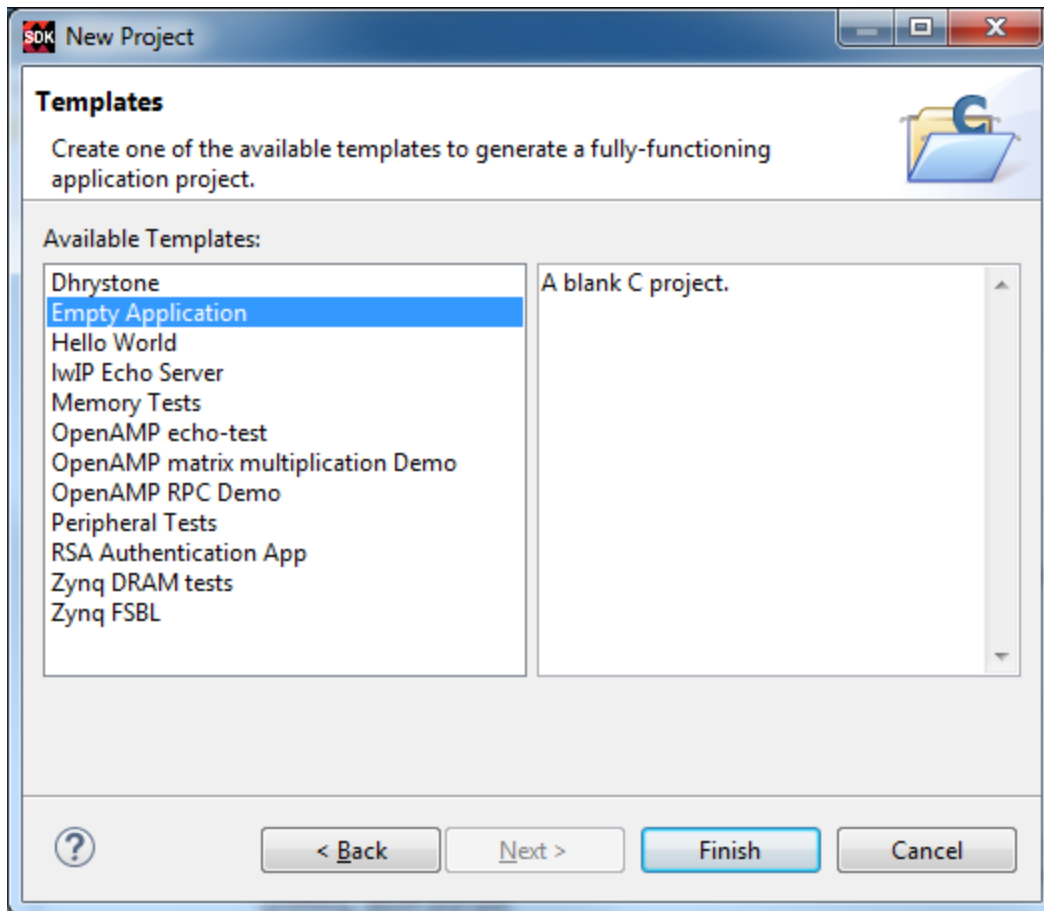 SDK New Project
Templates
Create one of the available templates to generate a fully-functioning
application project.
C
Available Templates:
Dhrystone
Empty Application
Hello World
lwIP Echo Server
Memory Tests
OpenAMP echo-test
OpenAMP matrix multiplication Demo
OpenAMP RPC Demo
Peripheral Tests
RSA Authentication App
Zynq DRAM tests
Zynq FSBL
A blank C project.
? < Back Next > Finish Cancel